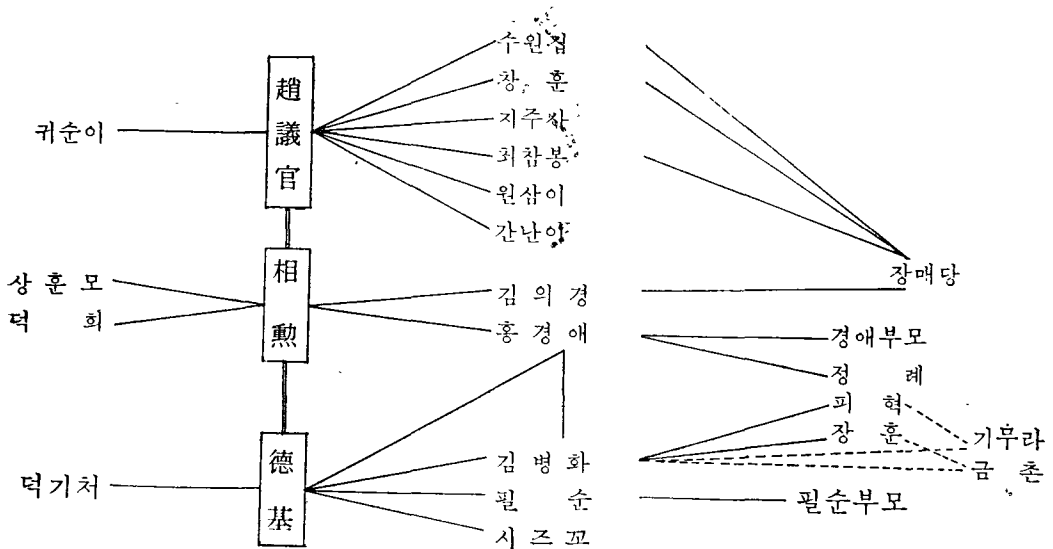 수원집
창 훈
지주사
최참봉
원삼이
간난이
귀순이
趙議官
장매당
상 훈 모
덕 희
相勲
김 의 경
홍 경 애
경애부모
정 례
피 혁
장 훈
기무라
금 촌
덕기처
德基
김 병 화
필 순
시 즈 꼬
필순부모